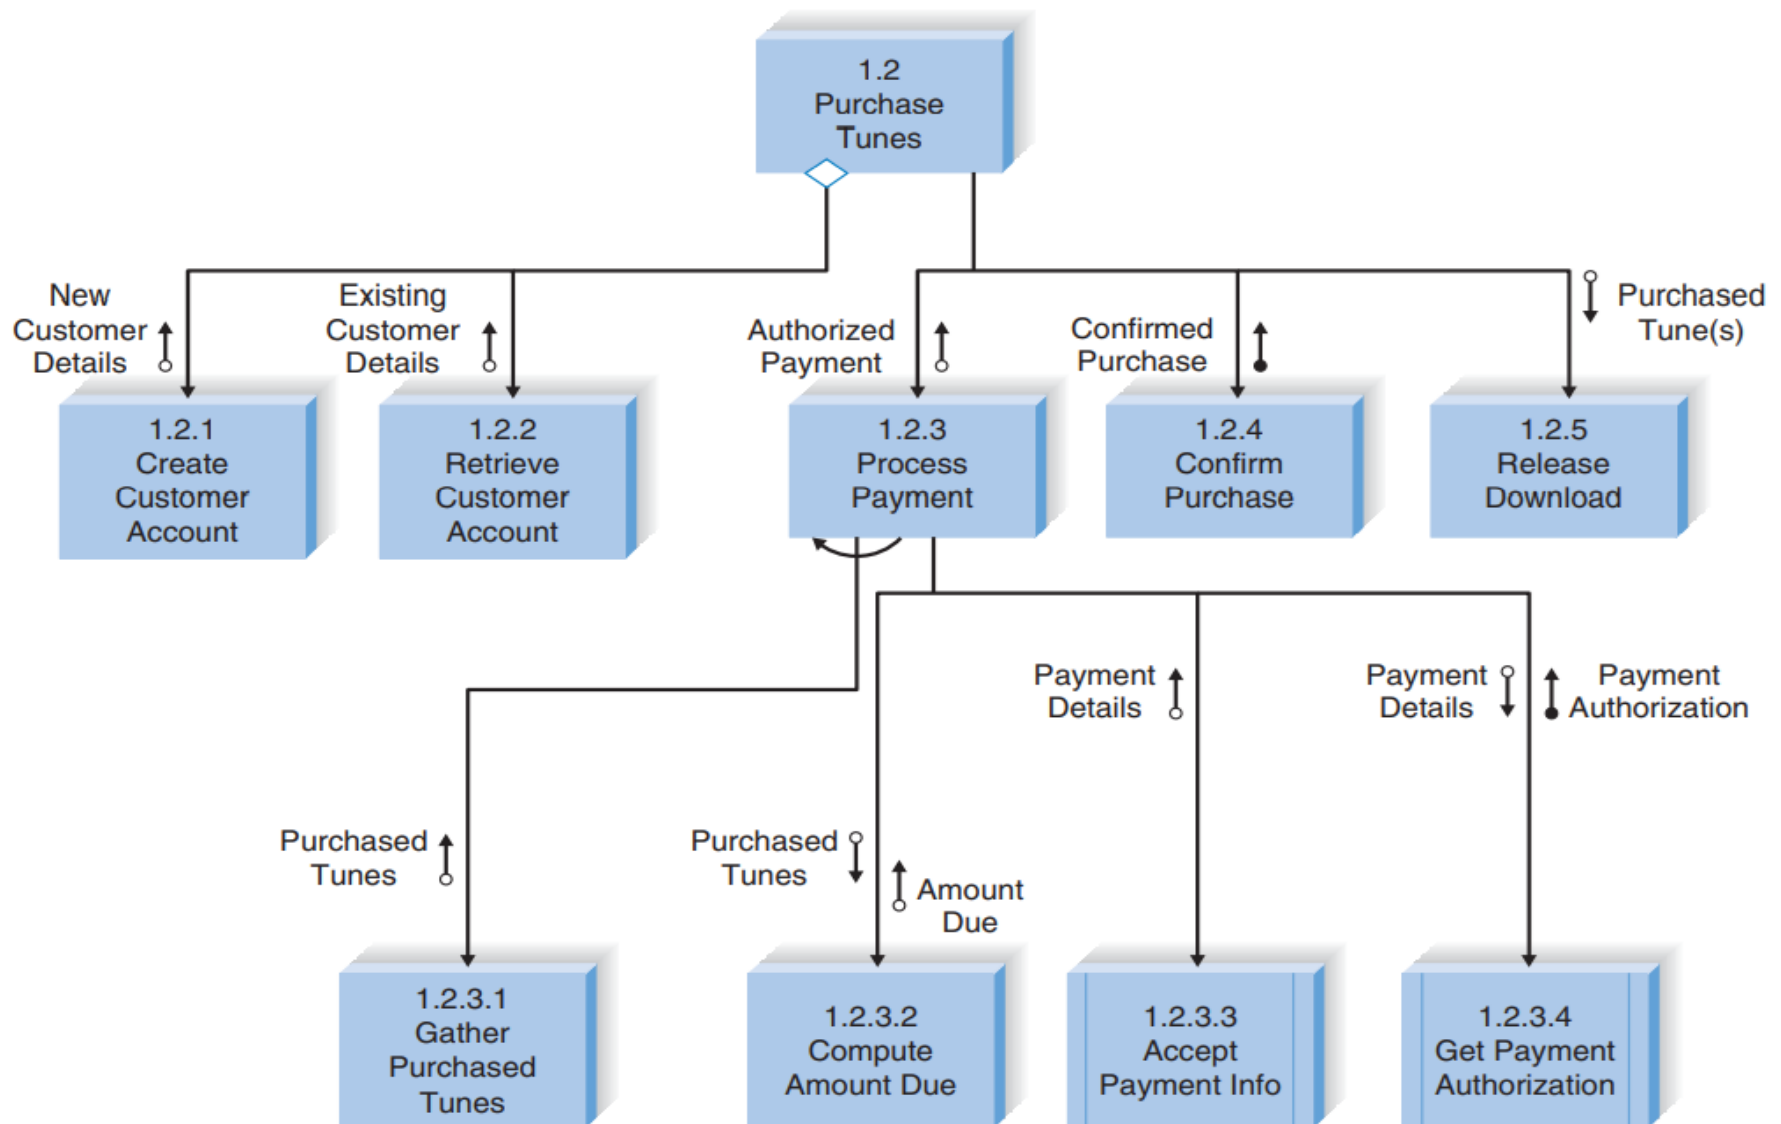 1.2
Purchase
Tunes
New
Customer
Details
Existing
Customer
Details
Authorized
Payment
Confirmed
Purchase
Purchased
Tune(s)
1.2.1
Create
Customer
Account
1.2.2
Retrieve
Customer
Account
1.2.3
Process
Payment
1.2.4
Confirm
Purchase
1.2.5
Release
Download
Purchased
Tunes
Purchased
Tunes
Amount
Due
Payment
Details
Payment
Details
Payment
Authorization
1.2.3.1
Gather
Purchased
Tunes
1.2.3.2
Compute
Amount Due
1.2.3.3
Accept
Payment Info
1.2.3.4
Get Payment
Authorization